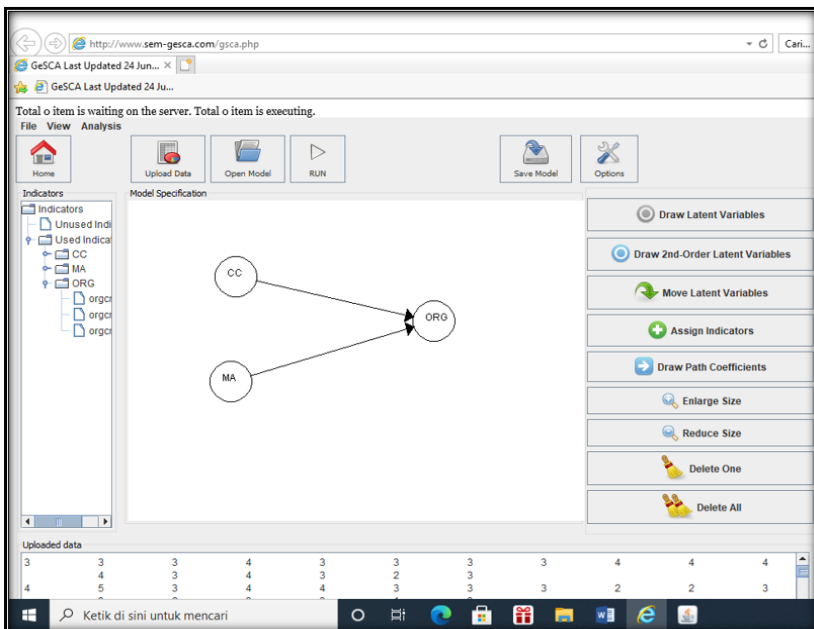 http://www.sem-gesca.com/gsca.php
Cari...
GeSCA Last Updated 24 Jun...
GeSCA Last Updated 24 Ju...
Total 0 item is waiting on the server. Total 0 item is executing.
File View Analysis
Home Upload Data Open Model RUN Save Model Options
Indicators
Model Specification
Indicators
Unused Indi
Used Indica
CC
MA
ORG
orgcr
orgcr
orgcr
CC
ORG
MA
Draw Latent Variables
Draw 2nd-Order Latent Variables
Move Latent Variables
Assign Indicators
Draw Path Coefficients
Enlarge Size
Reduce Size
Delete One
Delete All
Uploaded data
3 3 3 4 3 3 3 3 4 4 4
4 3 4 3 2 3
4 5 3 4 4 3 3 3 2 2 3
Ketik di sini untuk mencari